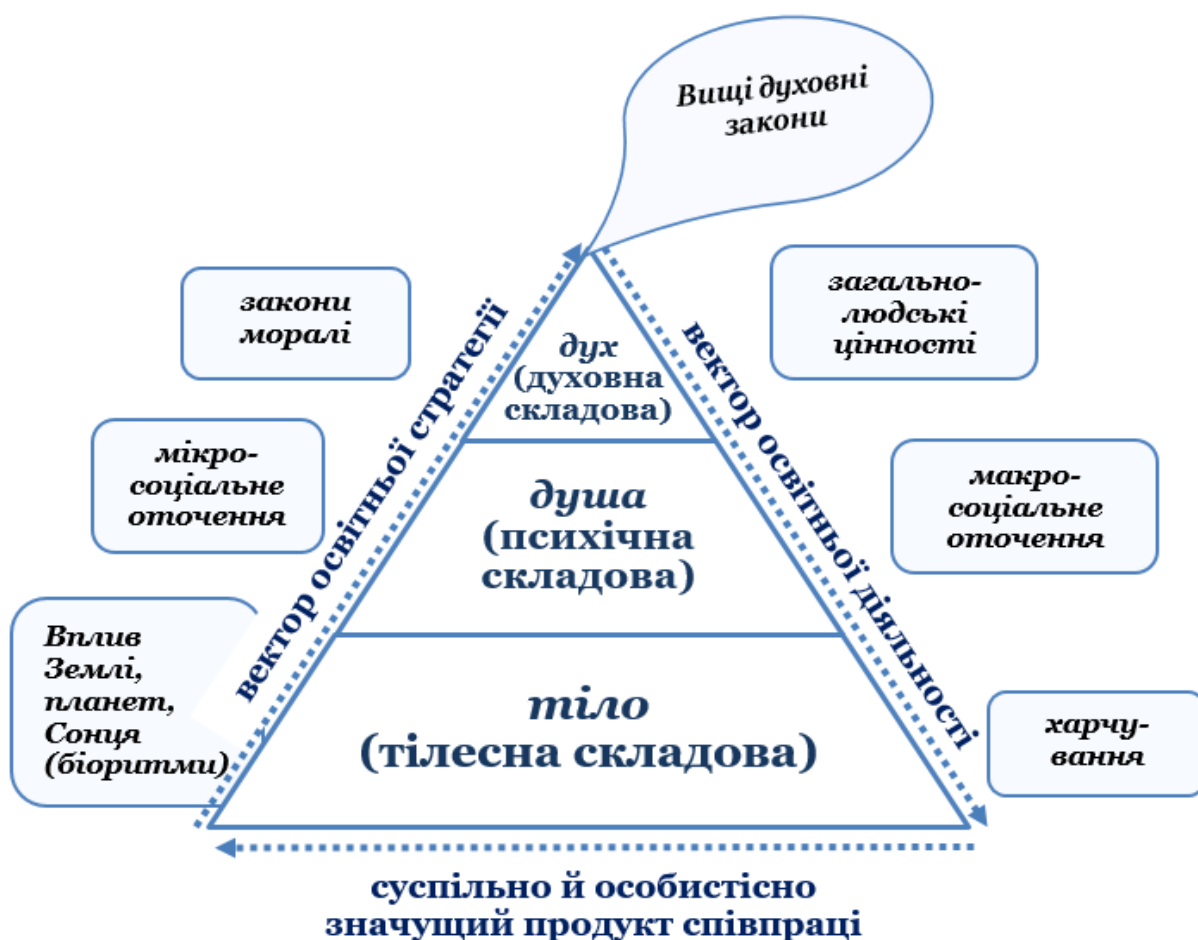 Вищі духовні
закони
закони
моралі
загально-
людські
цінності
вектор освітньої стратегії
вектор освітньої діяльності
дух
(духовна
складова)
мікро-
соціальне
оточення
душа
(психічна
складова)
макро-
соціальне
оточення
Вплив
Землі,
планет,
Сонця
(біоритми)
тіло
(тілесна складова)
харчу-
вання
суспільно й особистісно
значущий продукт співпраці